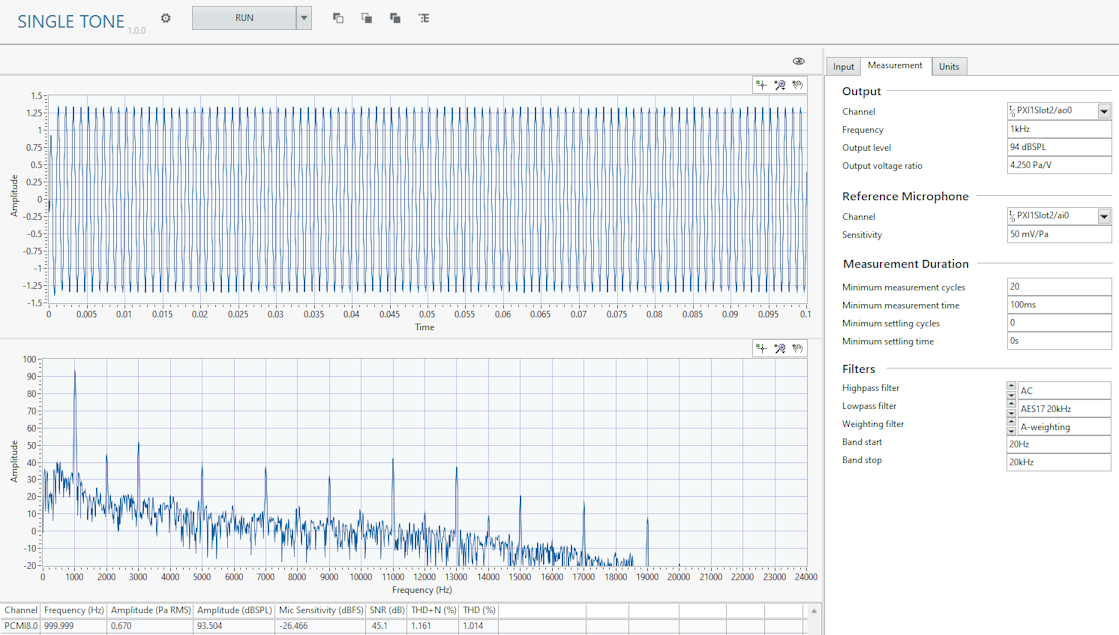 SINGLE TONE 1.0.0
RUN
1.5
1.25
1
0.75
0.5
0.25
0
-0.25
-0.5
-0.75
-1
-1.25
-1.5
Amplitude
0 0.005 0.01 0.015 0.02 0.025 0.03 0.035 0.04 0.045 0.05 0.055 0.06 0.065 0.07 0.075 0.08 0.085 0.09 0.095 0.1
Time
100
90
80
70
60
50
40
30
20
10
0
-10
-20
Amplitude
0 1000 2000 3000 4000 5000 6000 7000 8000 9000 10000 11000 12000 13000 14000 15000 16000 17000 18000 19000 20000 21000 22000 23000 24000
Frequency (Hz)
Channel Frequency (Hz) Amplitude (Pa RMS) Amplitude (dBSPL) Mic Sensitivity (dBFS) SNR (dB) THD+N (%) THD (%)
PCMI8.0 999.999 0.670 93.504 -26.466 45.1 1.161 1.014
Input Measurement Units
Output
Channel PXI1Slot2/ao0
Frequency 1kHz
Output level 94 dBSPL
Output voltage ratio 4.250 Pa/V
Reference Microphone
Channel PXI1Slot2/ai0
Sensitivity 50 mV/Pa
Measurement Duration
Minimum measurement cycles 20
Minimum measurement time 100ms
Minimum settling cycles 0
Minimum settling time 0s
Filters
Highpass filter AC
Lowpass filter AES17 20kHz
Weighting filter A-weighting
Band start 20Hz
Band stop 20kHz